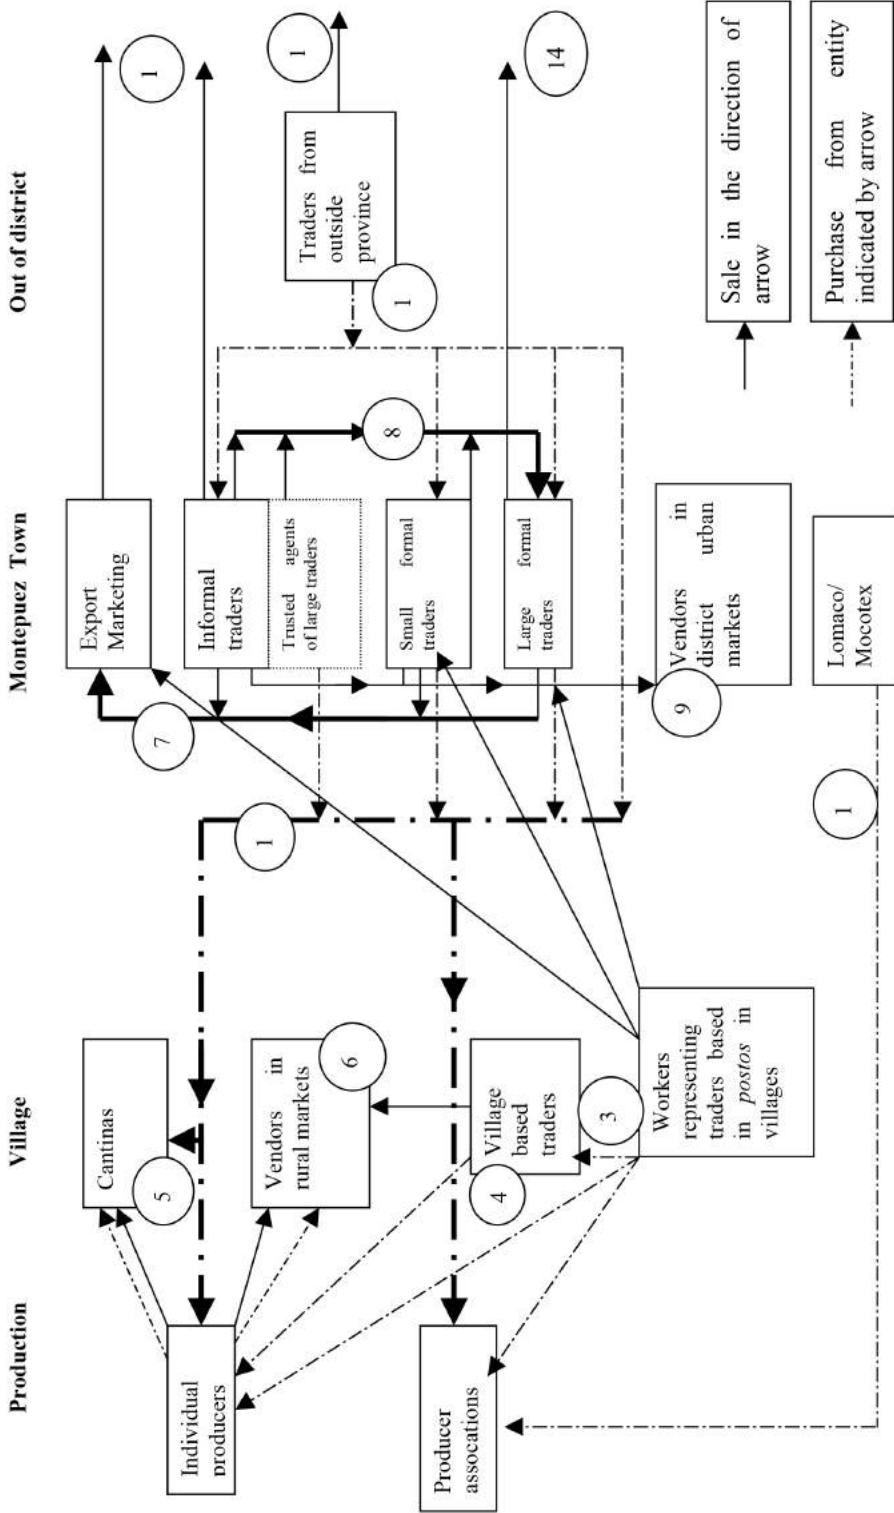 Production
Village
Montepuez Town
Out of district
Individual
producers
Producer
assocations
Cantinas
5
Vendors in
rural markets
6
Village
based
traders
4
3
Workers
representing
traders based
in postos in
villages
1
7
Export
Marketing
Informal
traders
Trusted agents
of large traders
Small formal
traders
Large formal
traders
8
9
Vendors in
district urban
markets
Lomaco/
Mocotex
1
1
1
Traders from
outside
province
1
14
Sale in the direction of
arrow
Purchase from entity
indicated by arrow